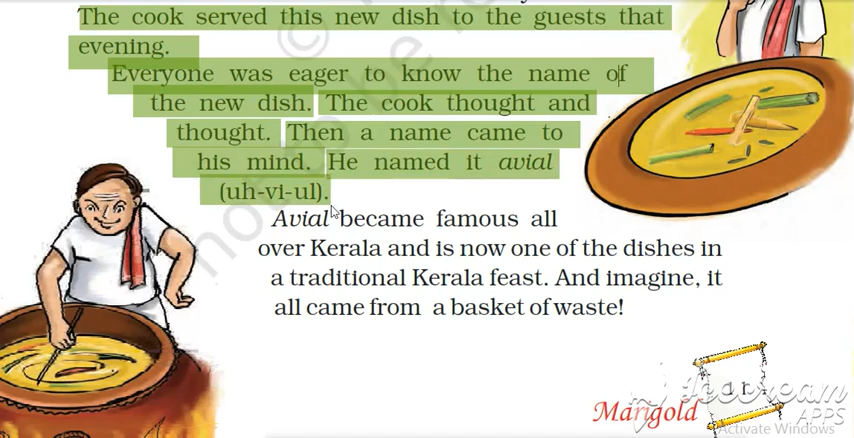 The cook served this new dish to the guests that
evening.
Everyone was eager to know the name of
the new dish. The cook thought and
thought. Then a name came to
his mind. He named it avial
(uh-vi-ul).
Avial became famous all
over Kerala and is now one of the dishes in
a traditional Kerala feast. And imagine, it
all came from a basket of waste!
Marigold
Icecream
APPS
Activate Windows